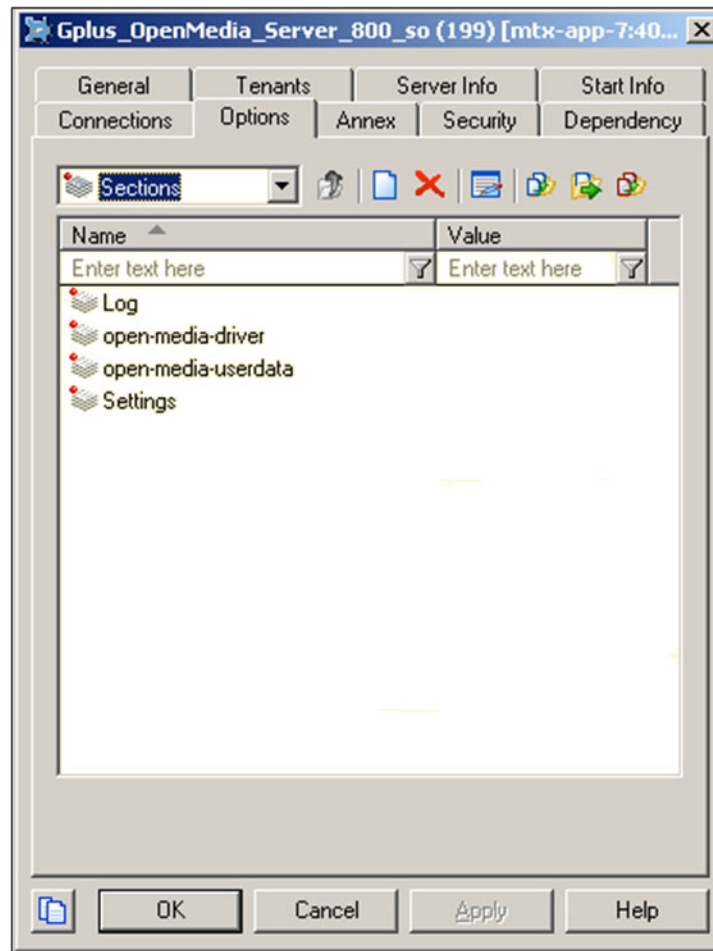 Gplus_OpenMedia_Server_800_so (199) [mtx-app-7:40...
General Tenants Server Info Start Info
Connections Options Annex Security Dependency
Sections
Name Value
Enter text here Enter text here
Log
open-media-driver
open-media-userdata
Settings
OK Cancel Apply Help